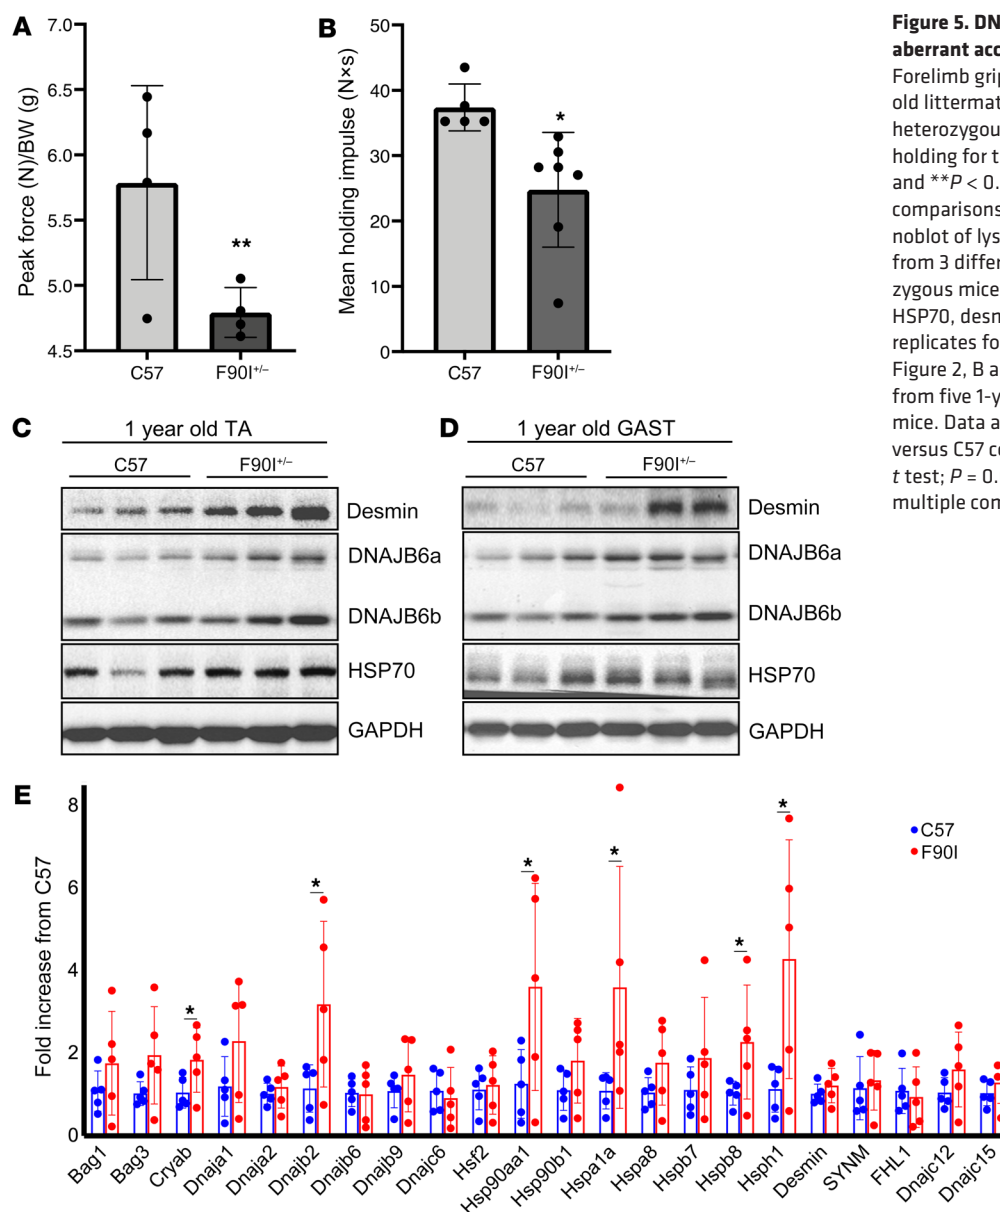 A
7.0
6.5
6.0
5.5
5.0
4.5
Peak force (N)/BW (g)
**
C57
F90I+/–
B
50
40
30
20
10
0
Mean holding impulse (N×s)
*
C57
F90I+/–
Figure 5. DN
aberrant acc
Forelimb grip
old littermat
heterozygou
holding for t
and **P < 0.
comparisons
noblot of lys
from 3 differ
zygous mice
HSP70, desn
replicates fo
Figure 2, B a
from five 1-y
mice. Data a
versus C57 co
t test; P = 0.
multiple con
C
1 year old TA
C57
F90I+/–
Desmin
DNAJB6a
DNAJB6b
HSP70
GAPDH
D
1 year old GAST
C57
F90I+/–
Desmin
DNAJB6a
DNAJB6b
HSP70
GAPDH
E
8
6
4
2
0
Fold increase from C57
*
*
*
*
*
*
C57
F90I
Bag1
Bag3
Cryab
Dnaja1
Dnaja2
Dnajb2
Dnajb6
Dnajb9
Dnajc6
Hsf2
Hsp90aa1
Hsp90b1
Hspa1a
Hspa8
Hspb7
Hspb8
Hsph1
Desmin
SYNM
FHL1
Dnajc12
Dnajc15